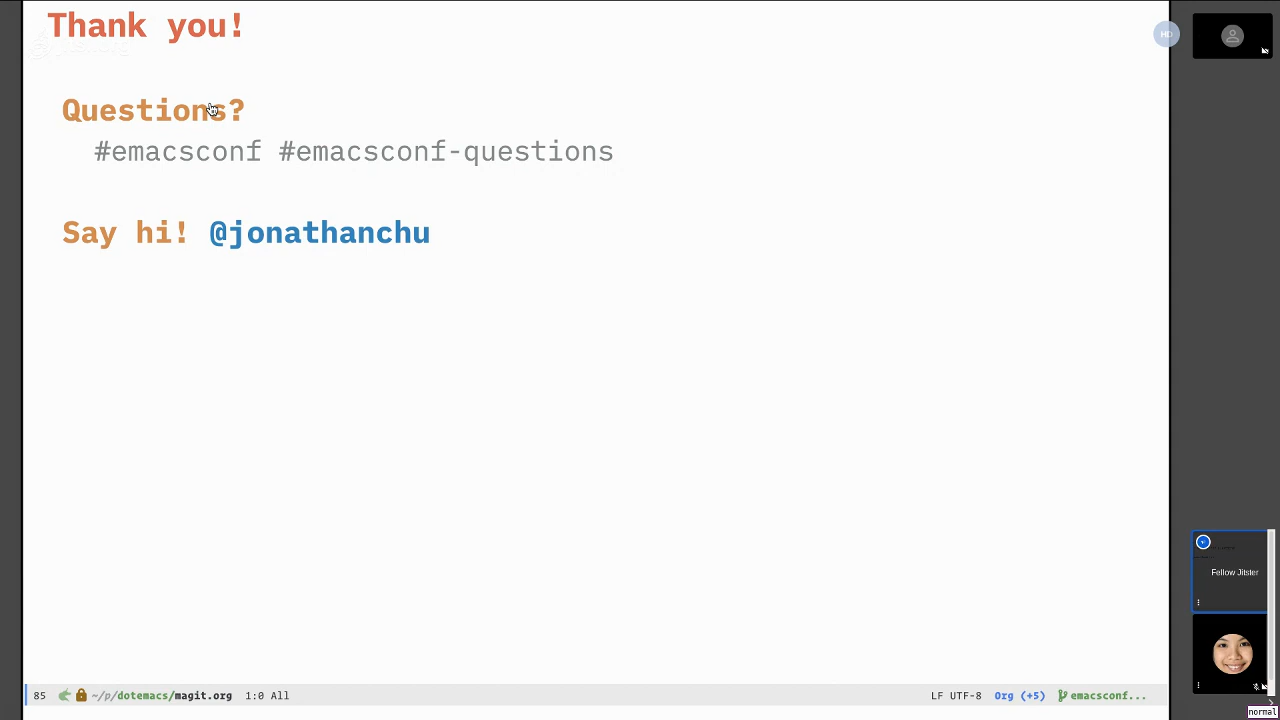 Thank you!
HD
Questions?
#emacsconf #emacsconf-questions
Say hi! @jonathanchu
Fellow Jitster
85 ~/p/dotemacs/magit.org 1:0 All LF UTF-8 Org (+5) emacsconf...
normal